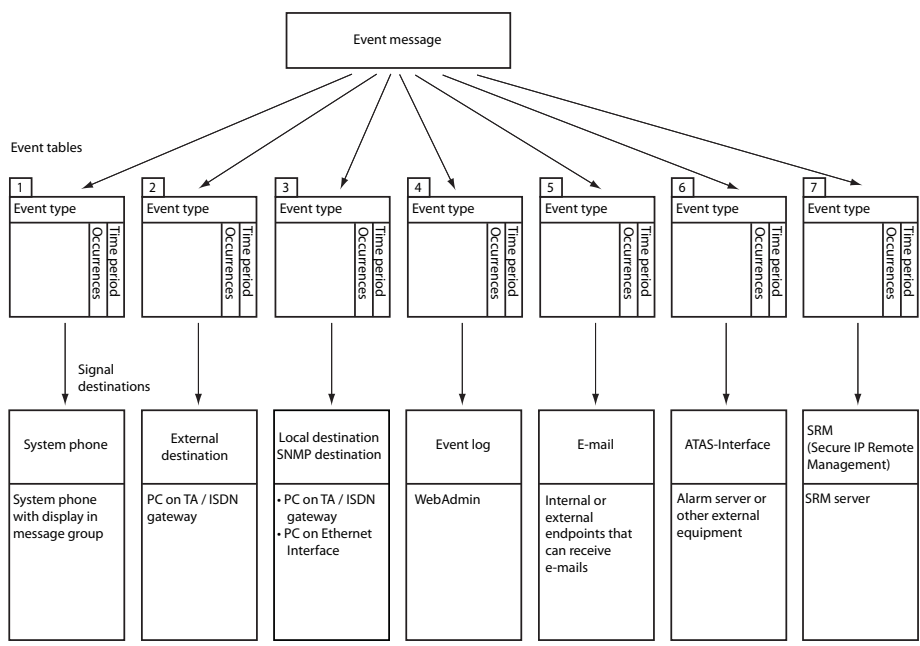 Event message
Event tables
1
Event type
Occurrences
Time period
2
Event type
Occurrences
Time period
3
Event type
Occurrences
Time period
4
Event type
Occurrences
Time period
5
Event type
Occurrences
Time period
6
Event type
Occurrences
Time period
7
Event type
Occurrences
Time period
Signal
destinations
System phone
System phone
with display in
message group
External
destination
PC on TA / ISDN
gateway
Local destination
SNMP destination
• PC on TA / ISDN
gateway
• PC on Ethernet
Interface
Event log
WebAdmin
E-mail
Internal or
external
endpoints that
can receive
e-mails
ATAS-Interface
Alarm server or
other external
equipment
SRM
(Secure IP Remote
Management)
SRM server